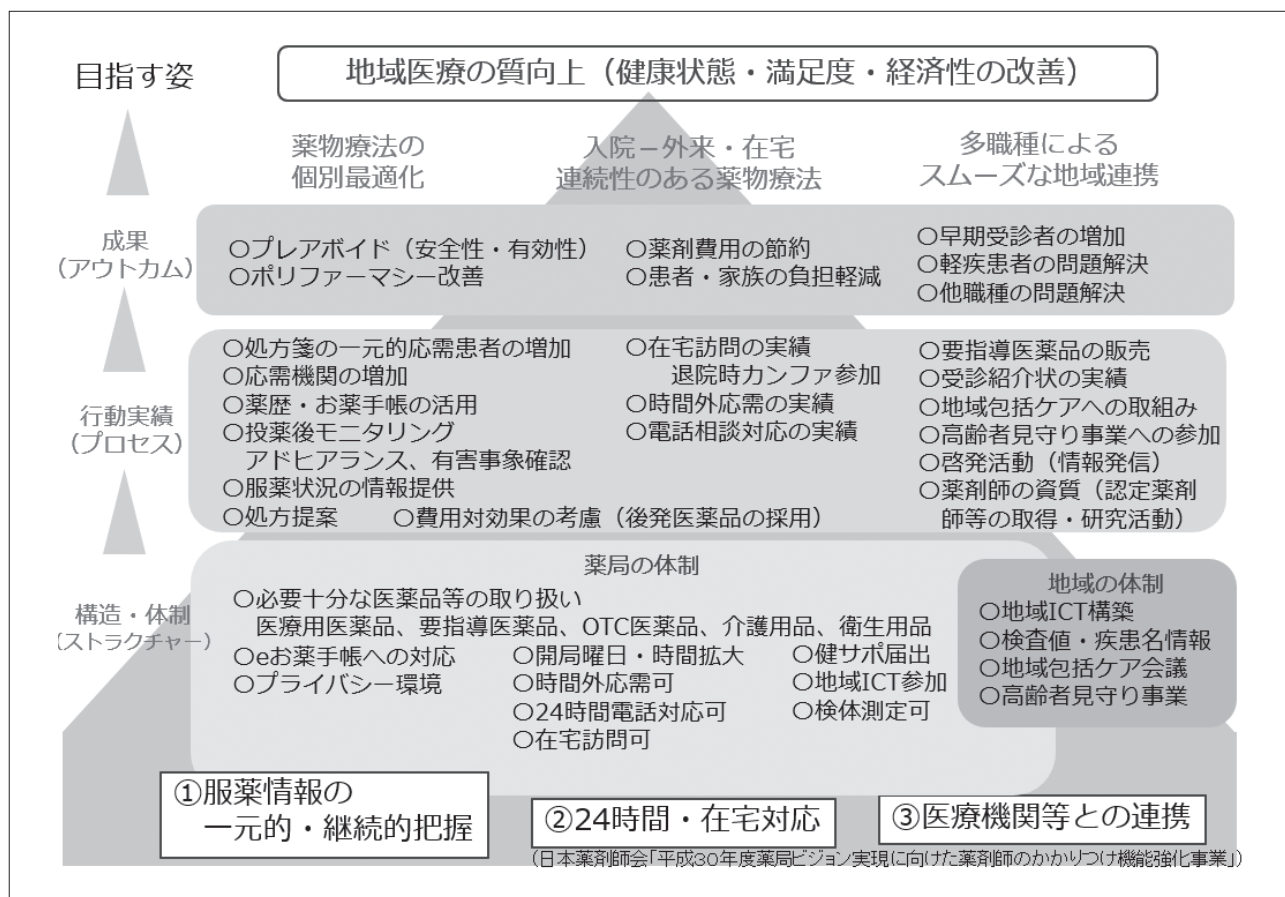 目指す姿
地域医療の質向上（健康状態・満足度・経済性の改善）
薬物療法の
個別最適化
入院－外来・在宅
連続性のある薬物療法
多職種による
スムーズな地域連携
成果
（アウトカム）
○プレアボイド（安全性・有効性）
○ポリファーマシー改善
○薬剤費用の節約
○患者・家族の負担軽減
○早期受診者の増加
○軽疾患者の問題解決
○他職種の問題解決
行動実績
（プロセス）
○処方箋の一元的応需患者の増加
○応需機関の増加
○薬歴・お薬手帳の活用
○投薬後モニタリング
アドヒアランス、有害事象確認
○服薬状況の情報提供
○処方提案
○費用対効果の考慮（後発医薬品の採用）
○在宅訪問の実績
退院時カンファ参加
○時間外応需の実績
○電話相談対応の実績
○要指導医薬品の販売
○受診紹介状の実績
○地域包括ケアへの取組み
○高齢者見守り事業への参加
○啓発活動（情報発信）
○薬剤師の資質（認定薬剤
師等の取得・研究活動）
構造・体制
（ストラクチャー）
薬局の体制
○必要十分な医薬品等の取り扱い
医療用医薬品、要指導医薬品、OTC医薬品、介護用品、衛生用品
○eお薬手帳への対応
○プライバシー環境
○開局曜日・時間拡大
○時間外応需可
○24時間電話対応可
○在宅訪問可
○健サポ届出
○地域ICT参加
○検体測定可
地域の体制
○地域ICT構築
○検査値・疾患名情報
○地域包括ケア会議
○高齢者見守り事業
①服薬情報の
一元的・継続的把握
②24時間・在宅対応
③医療機関等との連携
（日本薬剤師会「平成30年度薬局ビジョン実現に向けた薬剤師のかかりつけ機能強化事業」）